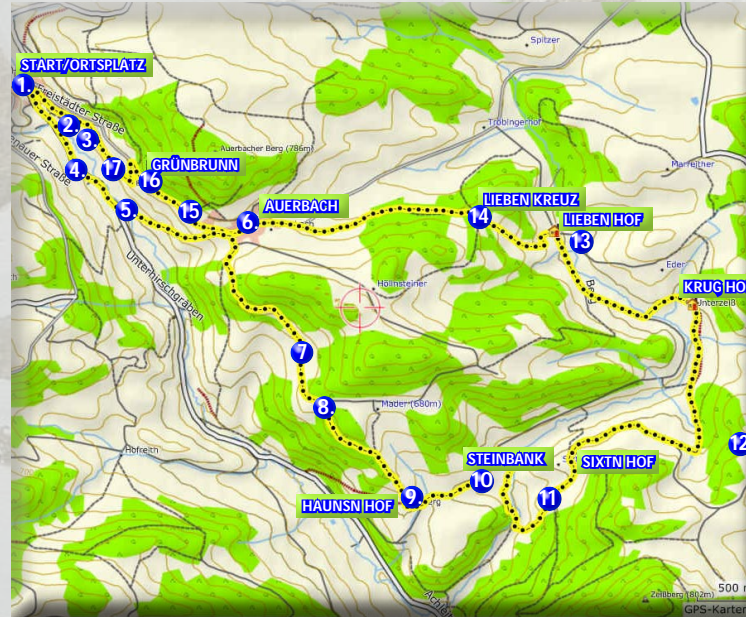 Spitzer
START/ORTSPLATZ
1.
Freistädter Straße
2.
3.
Tröblingerhof
Auerbacher Berg (786m)
4.
17
16
GRÜNBRUNN
Marreither
5.
15
6.
AUERBACH
LIEBEN KREUZ
14
LIEBEN HOF
13
Unterhirschgraben
Höllnsteiner
Eder
KRUG HO
Unterzeiß
7
8.
Mader (680m)
Hofreith
12
STEINBANK
SIXTN HOF
10
9.
HAUNSN HOF
11
500 m
Zeißberg (802m)
GPS-Karten